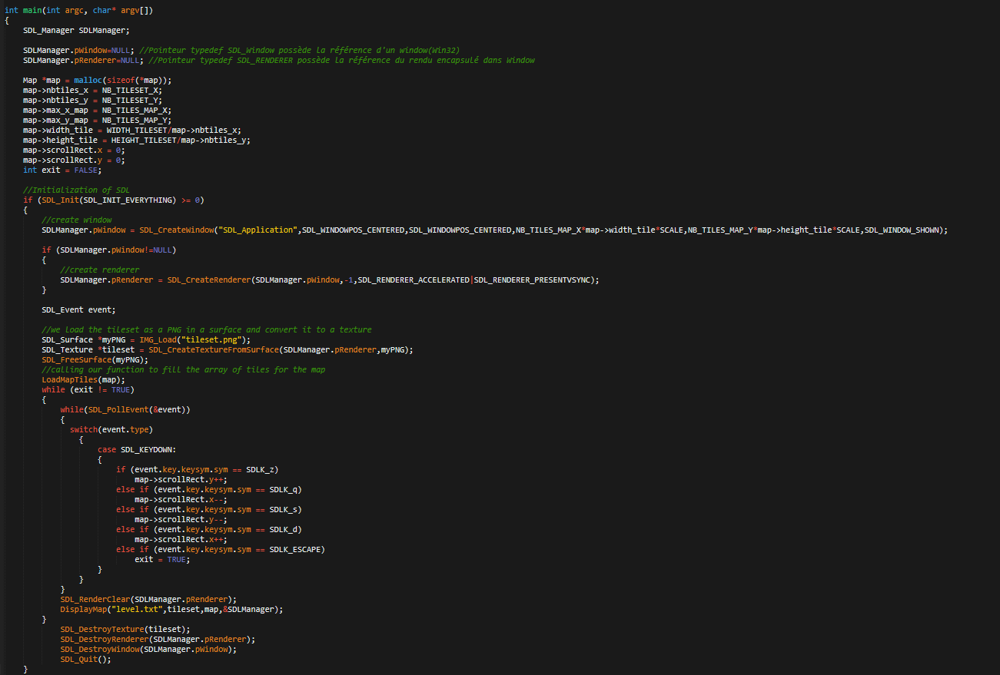 int main(int argc, char* argv[])
{
    SDL_Manager SDLManager;

    SDLManager.pWindow=NULL; //Pointeur typedef SDL_Window possède la référence d'un window(Win32)
    SDLManager.pRenderer=NULL; //Pointeur typedef SDL_RENDERER possède la référence du rendu encapsulé dans Window

    Map *map = malloc(sizeof(*map));
    map->nbtiles_x = NB_TILESET_X;
    map->nbtiles_y = NB_TILESET_Y;
    map->max_x_map = NB_TILES_MAP_X;
    map->max_y_map = NB_TILES_MAP_Y;
    map->width_tile = WIDTH_TILESET/map->nbtiles_x;
    map->height_tile = HEIGHT_TILESET/map->nbtiles_y;
    map->scrollRect.x = 0;
    map->scrollRect.y = 0;
    int exit = FALSE;

    //Initialization of SDL
    if (SDL_Init(SDL_INIT_EVERYTHING) >= 0)
    {
        //create window
        SDLManager.pWindow = SDL_CreateWindow("SDL_Application",SDL_WINDOWPOS_CENTERED,SDL_WINDOWPOS_CENTERED,NB_TILES_MAP_X*map->width_tile*SCALE,NB_TILES_MAP_Y*map->height_tile*SCALE,SDL_WINDOW_SHOWN);

        if (SDLManager.pWindow!=NULL)
        {
            //create renderer
            SDLManager.pRenderer = SDL_CreateRenderer(SDLManager.pWindow,-1,SDL_RENDERER_ACCELERATED|SDL_RENDERER_PRESENTVSYNC);
        }

        SDL_Event event;

        //we load the tileset as a PNG in a surface and convert it to a texture
        SDL_Surface *myPNG = IMG_Load("tileset.png");
        SDL_Texture *tileset = SDL_CreateTextureFromSurface(SDLManager.pRenderer,myPNG);
        SDL_FreeSurface(myPNG);
        //calling our function to fill the array of tiles for the map
        LoadMapTiles(map);
        while (exit != TRUE)
        {
            while(SDL_PollEvent(&event))
            {
              switch(event.type)
                {
                    case SDL_KEYDOWN:
                    {
                        if (event.key.keysym.sym == SDLK_z)
                            map->scrollRect.y++;
                        else if (event.key.keysym.sym == SDLK_q)
                            map->scrollRect.x--;
                        else if (event.key.keysym.sym == SDLK_s)
                            map->scrollRect.y--;
                        else if (event.key.keysym.sym == SDLK_d)
                            map->scrollRect.x++;
                        else if (event.key.keysym.sym == SDLK_ESCAPE)
                            exit = TRUE;
                    }
                }
            }
            SDL_RenderClear(SDLManager.pRenderer);
            DisplayMap("level.txt",tileset,map,&SDLManager);
        }
            SDL_DestroyTexture(tileset);
            SDL_DestroyRenderer(SDLManager.pRenderer);
            SDL_DestroyWindow(SDLManager.pWindow);
            SDL_Quit();
    }